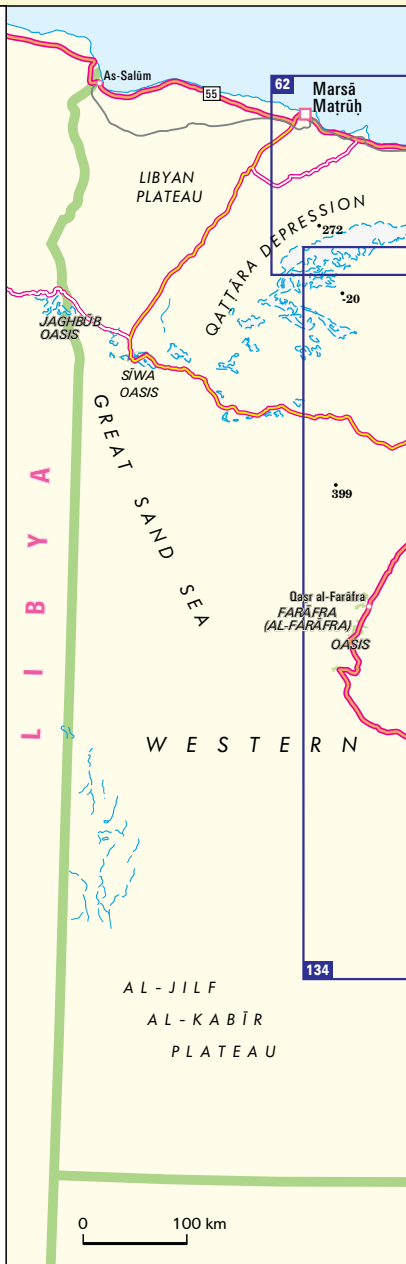 As-Salūm
55
62
Marsā
Maṭrūḥ
LIBYAN
PLATEAU
272
QAṬṬĀRA DEPRESSION
-20
JAGHBŪB
OASIS
SĪWA
OASIS
GREAT SAND SEA
399
LIBYA
Qaṣr al-Farāfra
FARĀFRA
(AL-FARĀFRA)
OASIS
WESTERN
134
AL-JILF
AL-KABĪR
PLATEAU
0 100 km